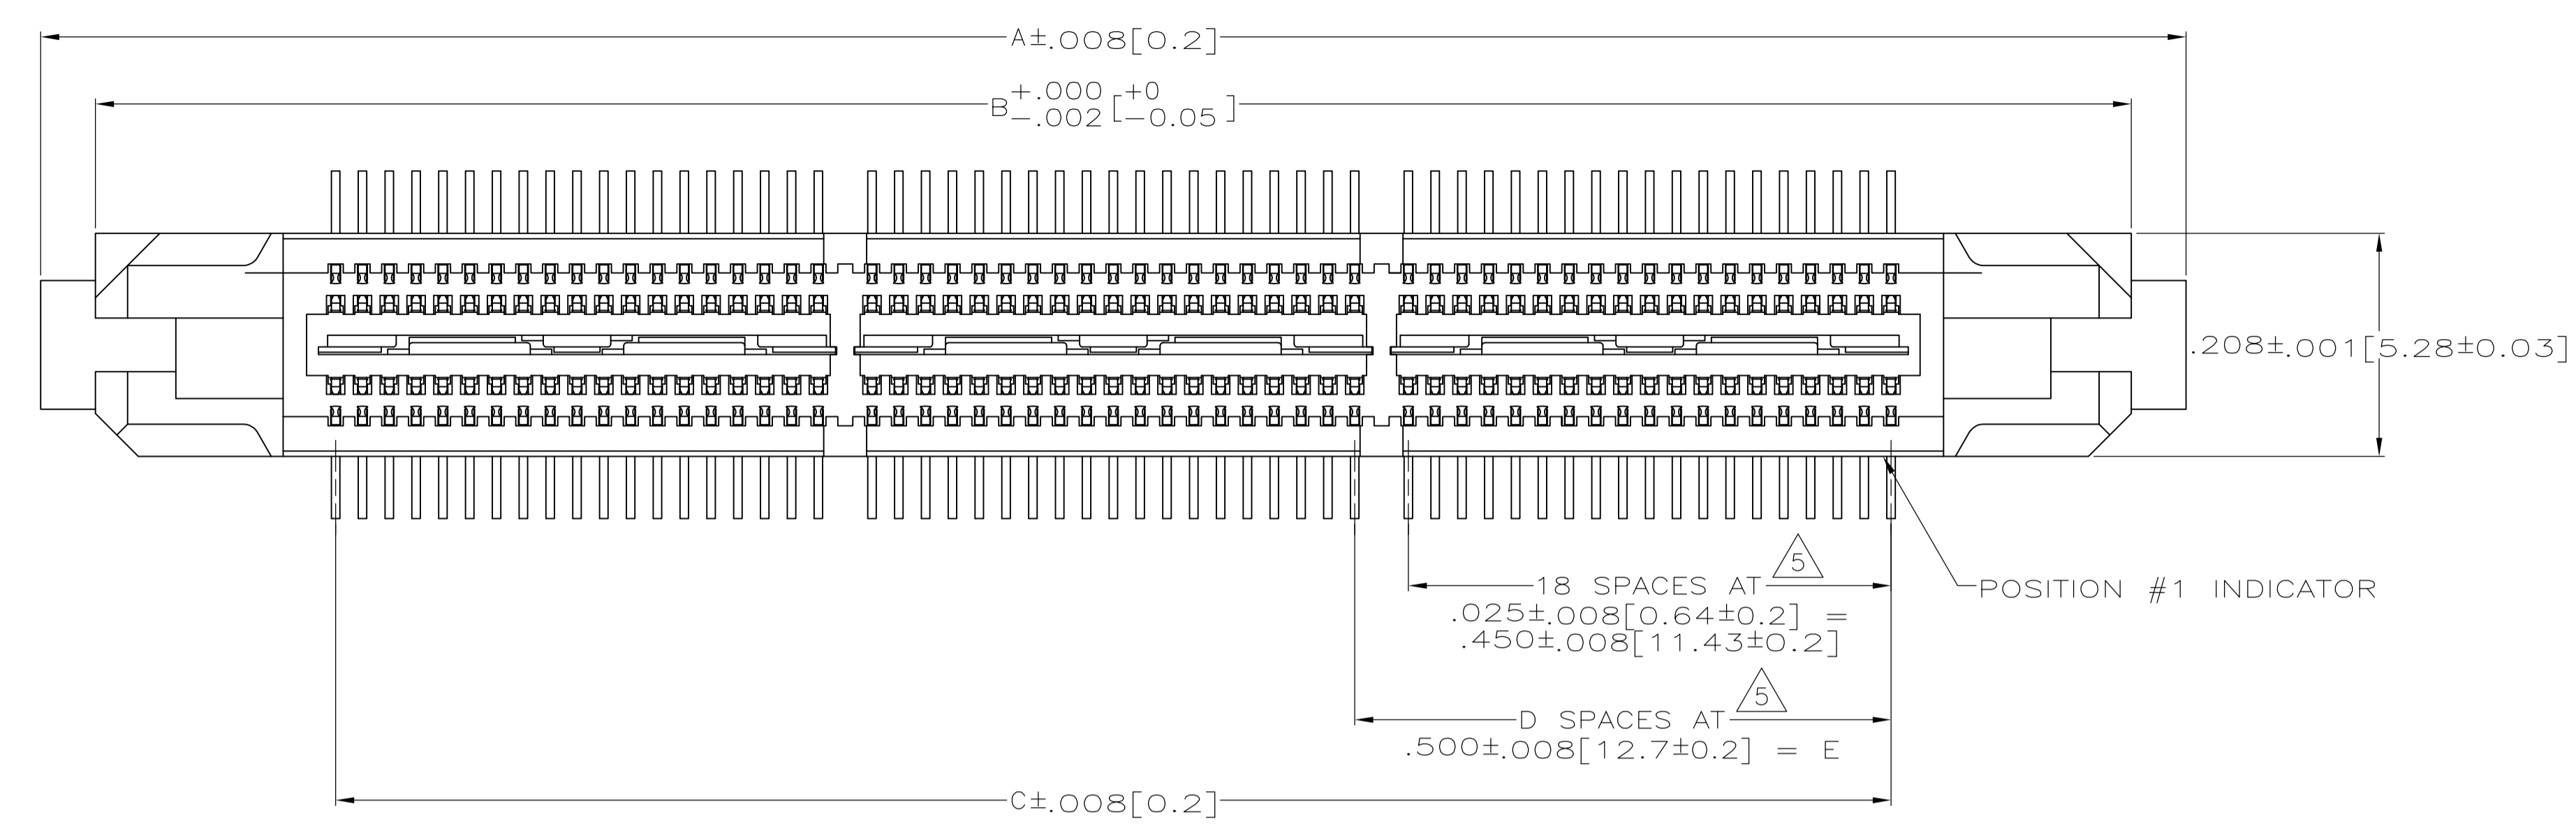 A±.008[0.2]
B +.000 -.002 [+0 -0.05]
.208±.001[5.28±0.03]
5
18 SPACES AT
.025±.008[0.64±0.2] =
.450±.008[11.43±0.2]
POSITION #1 INDICATOR
5
D SPACES AT
.500±.008[12.7±0.2] = E
C±.008[0.2]